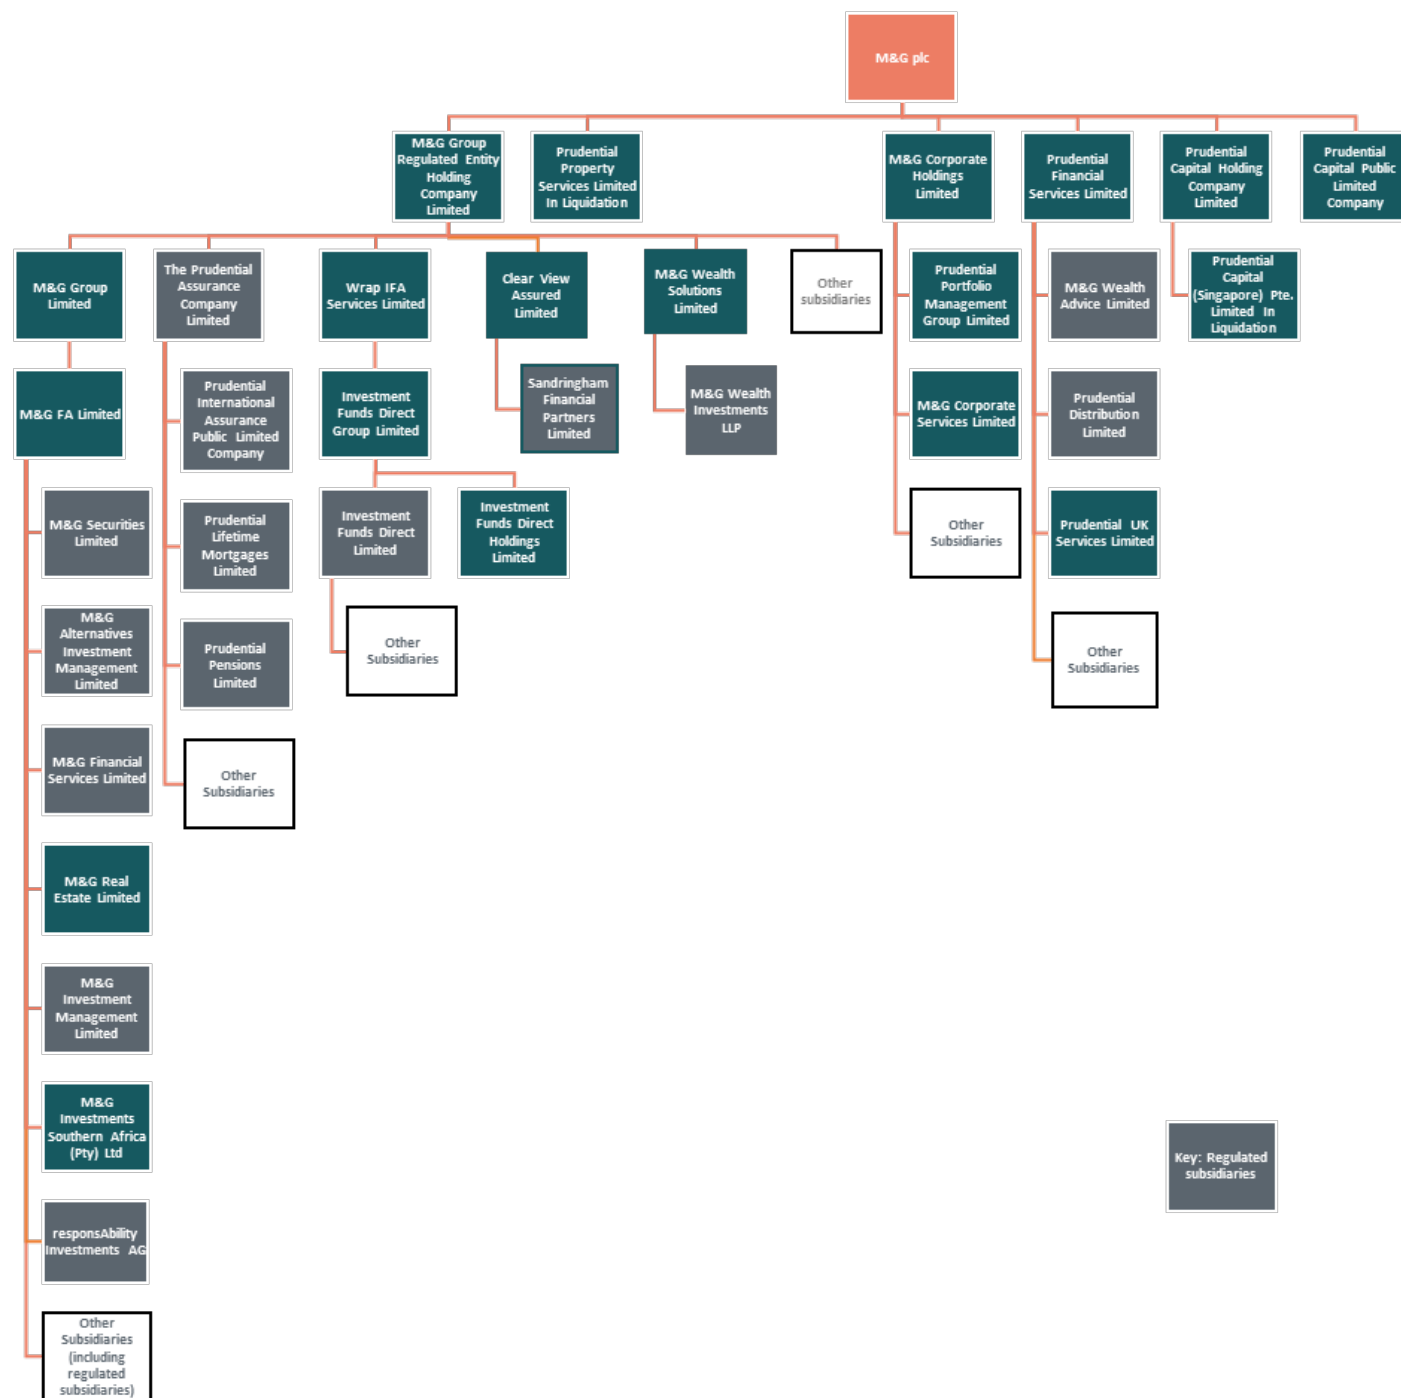 M&G plc
M&G Group
Regulated Entity
Holding
Company
Limited
Prudential
Property
Services Limited
In Liquidation
M&G Corporate
Holdings
Limited
Prudential
Financial
Services Limited
Prudential
Capital Holding
Company
Limited
Prudential
Capital Public
Limited
Company
M&G Group
Limited
The Prudential
Assurance
Company
Limited
Wrap IFA
Services Limited
Clear View
Assured
Limited
M&G Wealth
Solutions
Limited
Other
subsidiaries
Prudential
Portfolio
Management
Group Limited
M&G Wealth
Advice Limited
Prudential
Capital
(Singapore) Pte.
Limited In
Liquidation
M&G FA Limited
Prudential
International
Assurance
Public Limited
Company
Investment
Funds Direct
Group Limited
Sandringham
Financial
Partners
Limited
M&G Wealth
Investments
LLP
M&G Corporate
Services Limited
Prudential
Distribution
Limited
M&G Securities
Limited
Prudential
Lifetime
Mortgages
Limited
Investment
Funds Direct
Limited
Investment
Funds Direct
Holdings
Limited
Other
Subsidiaries
Prudential UK
Services Limited
M&G
Alternatives
Investment
Management
Limited
Prudential
Pensions
Limited
Other
Subsidiaries
Other
Subsidiaries
M&G Financial
Services Limited
Other
Subsidiaries
M&G Real
Estate Limited
M&G
Investment
Management
Limited
M&G
Investments
Southern Africa
(Pty) Ltd
Key: Regulated
subsidiaries
responsAbility
Investments AG
Other
Subsidiaries
(including
regulated
subsidiaries)